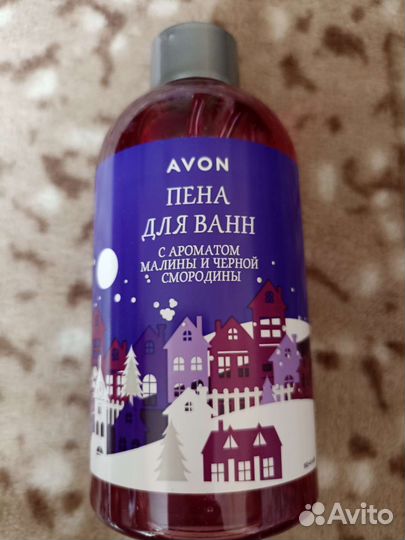 AVON
ПЕНА
ДЛЯ ВАНН
С АРОМАТОМ
МАЛИНЫ И ЧЕРНОЙ
СМОРОДИНЫ
Avito